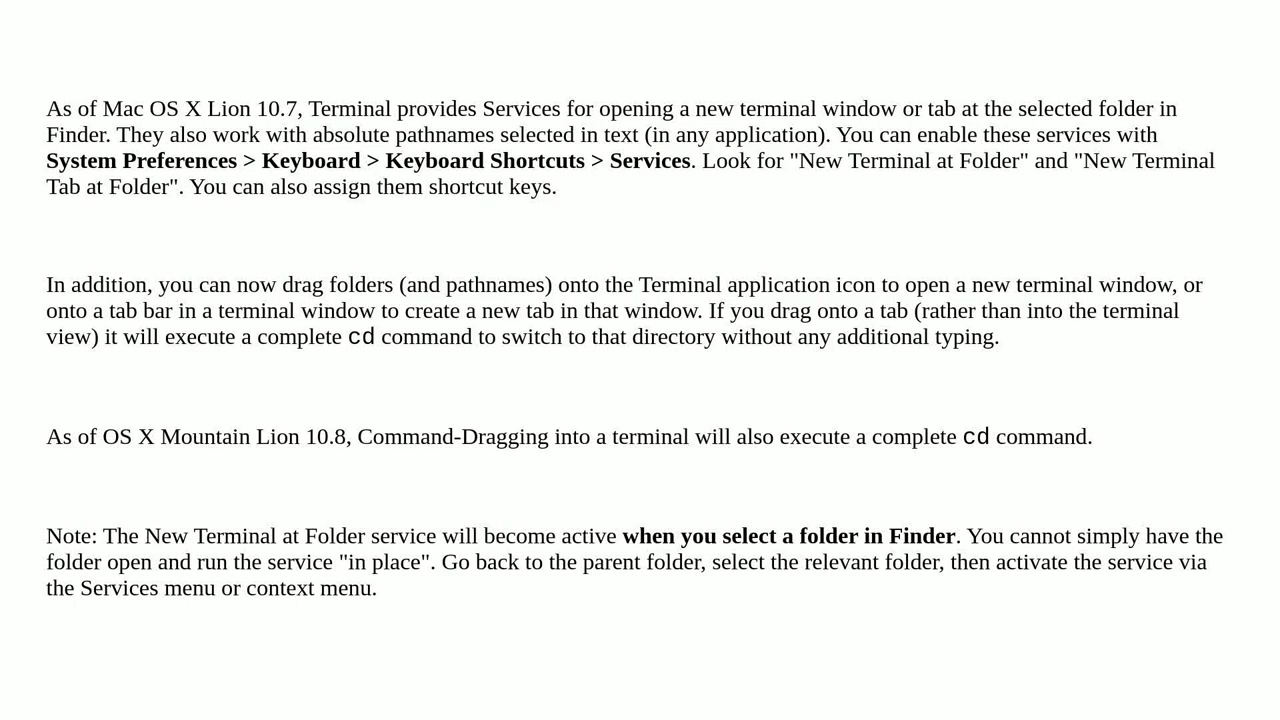 As of Mac OS X Lion 10.7, Terminal provides Services for opening a new terminal window or tab at the selected folder in
Finder. They also work with absolute pathnames selected in text (in any application). You can enable these services with
System Preferences > Keyboard > Keyboard Shortcuts > Services. Look for "New Terminal at Folder" and "New Terminal
Tab at Folder". You can also assign them shortcut keys.
In addition, you can now drag folders (and pathnames) onto the Terminal application icon to open a new terminal window, or
onto a tab bar in a terminal window to create a new tab in that window. If you drag onto a tab (rather than into the terminal
view) it will execute a complete cd command to switch to that directory without any additional typing.
As of OS X Mountain Lion 10.8, Command-Dragging into a terminal will also execute a complete cd command.
Note: The New Terminal at Folder service will become active when you select a folder in Finder. You cannot simply have the
folder open and run the service "in place". Go back to the parent folder, select the relevant folder, then activate the service via
the Services menu or context menu.